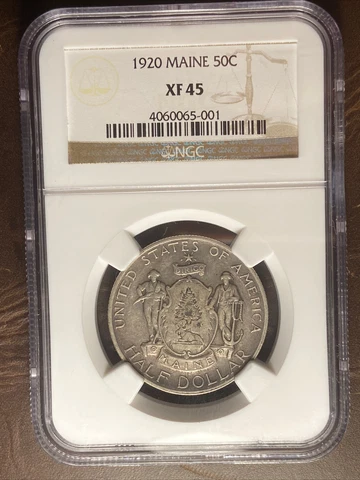 1920 MAINE 50C
XF 45
4060065-001
NGC
UNITED STATES OF AMERICA
MAINE
HALF DOLLAR